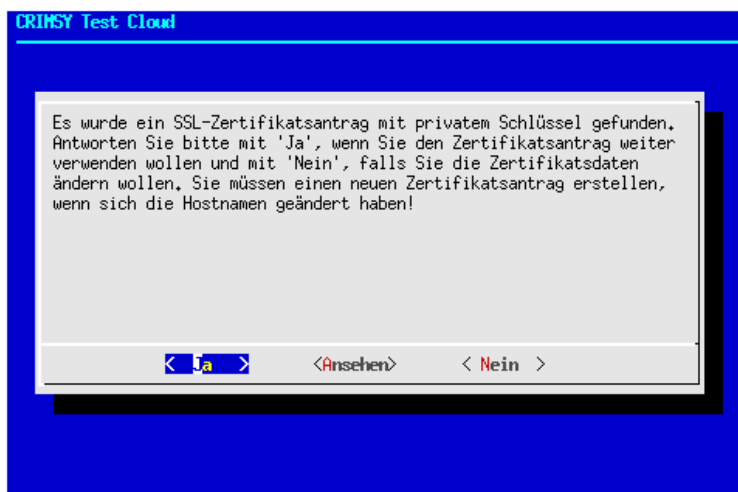 CRIMSY Test Cloud
Es wurde ein SSL-Zertifikatsantrag mit privatem Schlüssel gefunden.
Antworten Sie bitte mit 'Ja', wenn Sie den Zertifikatsantrag weiter
verwenden wollen und mit 'Nein', falls Sie die Zertifikatsdaten
ändern wollen. Sie müssen einen neuen Zertifikatsantrag erstellen,
wenn sich die Hostnamen geändert haben!
< Ja > <Ansehen> < Nein >